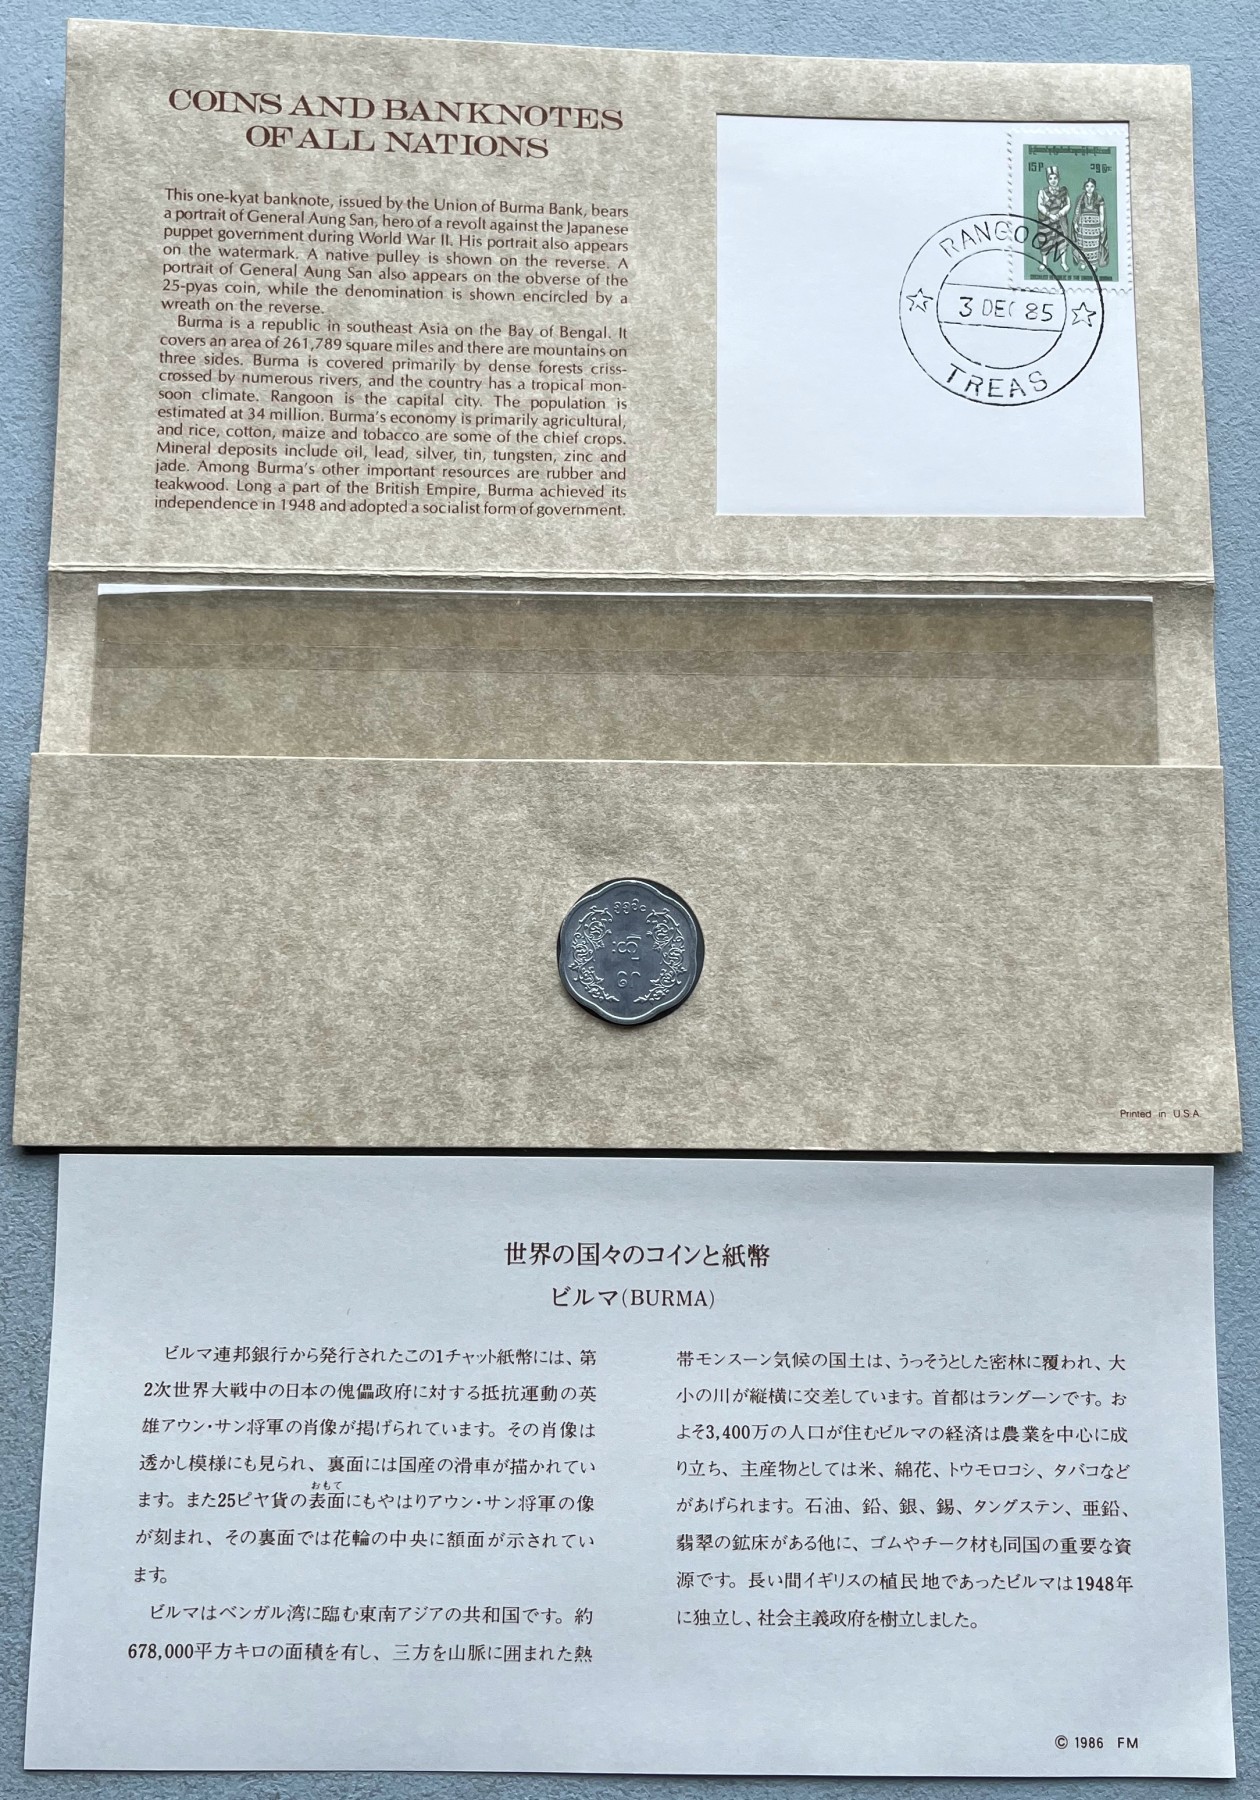 COINS AND BANKNOTES
OF ALL NATIONS
This one-kyat banknote, issued by the Union of Burma Bank, bears
a portrait of General Aung San, hero of a revolt against the Japanese
puppet government during World War II. His portrait also appears
on the watermark. A native pulley is shown on the reverse. A
portrait of General Aung San also appears on the obverse of the
25-pyas coin, while the denomination is shown encircled by a
wreath on the reverse.
Burma is a republic in southeast Asia on the Bay of Bengal. It
covers an area of 261,789 square miles and there are mountains on
three sides. Burma is covered primarily by dense forests criss-
crossed by numerous rivers, and the country has a tropical mon-
soon climate. Rangoon is the capital city. The population is
estimated at 34 million. Burma's economy is primarily agricultural,
and rice, cotton, maize and tobacco are some of the chief crops.
Mineral deposits include oil, lead, silver, tin, tungsten, zinc and
jade. Among Burma's other important resources are rubber and
teakwood. Long a part of the British Empire, Burma achieved its
independence in 1948 and adopted a socialist form of government.
15P
RANGOON
3 DEC 85
TREAS
Printed in U.S.A.
世界の国々のコインと紙幣
ビルマ(BURMA)
ビルマ連邦銀行から発行されたこの1チャット紙幣には、第
2次世界大戦中の日本の傀儡政府に対する抵抗運動の英
雄アウン・サン将軍の肖像が掲げられています。その肖像は
透かし模様にも見られ、裏面には国産の滑車が描かれてい
おもて
ます。また25ピヤ貨の表面にもやはりアウン・サン将軍の像
が刻まれ、その裏面では花輪の中央に額面が示されてい
ます。
ビルマはベンガル湾に臨む東南アジアの共和国です。約
678,000平方キロの面積を有し、三方を山脈に囲まれた熱
帯モンスーン気候の国土は、うっそうとした密林に覆われ、大
小の川が縦横に交差しています。首都はラングーンです。お
よそ3,400万の人口が住むビルマの経済は農業を中心に成
り立ち、主産物としては米、綿花、トウモロコシ、タバコなど
があげられます。石油、鉛、銀、錫、タングステン、亜鉛、
翡翠の鉱床がある他に、ゴムやチーク材も同国の重要な資
源です。長い間イギリスの植民地であったビルマは1948年
に独立し、社会主義政府を樹立しました。
© 1986 FM